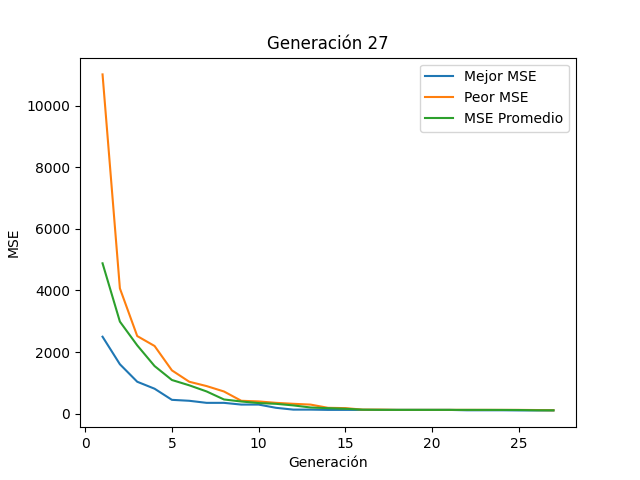 Generación 27
Mejor MSE
Peor MSE
MSE Promedio
10000
8000
6000
4000
2000
0
MSE
0 5 10 15 20 25
Generación